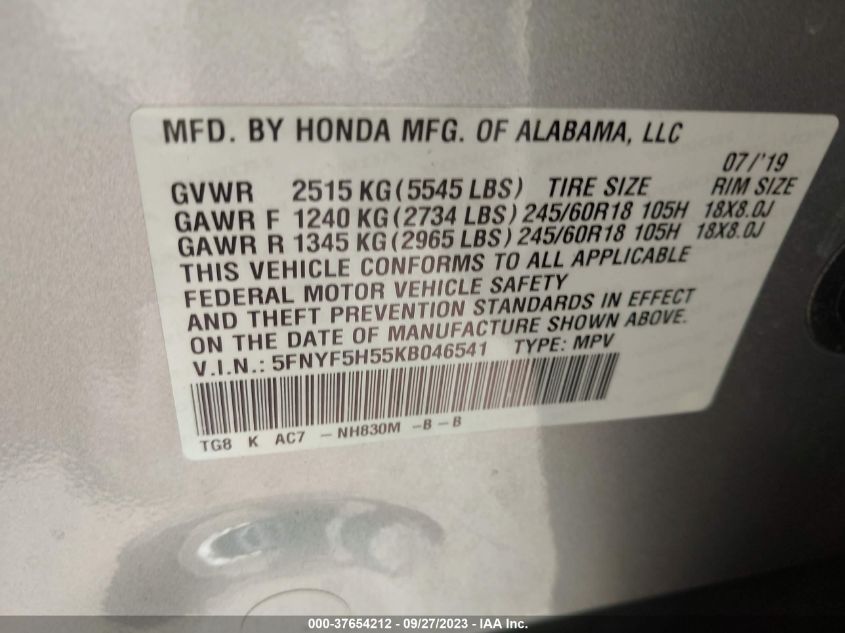 MFD. BY HONDA MFG. OF ALABAMA, LLC
07/'19
GVWR 2515 KG (5545 LBS) TIRE SIZE RIM SIZE
GAWR F 1240 KG (2734 LBS) 245/60R18 105H 18X8.0J
GAWR R 1345 KG (2965 LBS) 245/60R18 105H 18X8.0J
THIS VEHICLE CONFORMS TO ALL APPLICABLE
FEDERAL MOTOR VEHICLE SAFETY
AND THEFT PREVENTION STANDARDS IN EFFECT
ON THE DATE OF MANUFACTURE SHOWN ABOVE.
V.I.N.: 5FNYF5H55KB046541 TYPE: MPV
TG8 K AC7 - NH830M - B - B
000-37654212 - 09/27/2023 - IAA Inc.